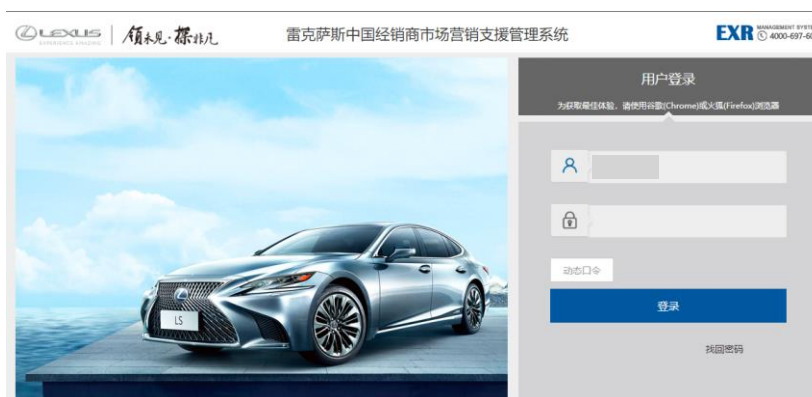 LEXUS
EXPERIENCE AMAZING
领未见·探非凡
雷克萨斯中国经销商市场营销支援管理系统
EXR
MANAGEMENT SYSTE
4000-697-60
用户登录
为获取最佳体验,请使用谷歌(Chrome)或火狐(Firefox)浏览器
动态口令
登录
找回密码
LS